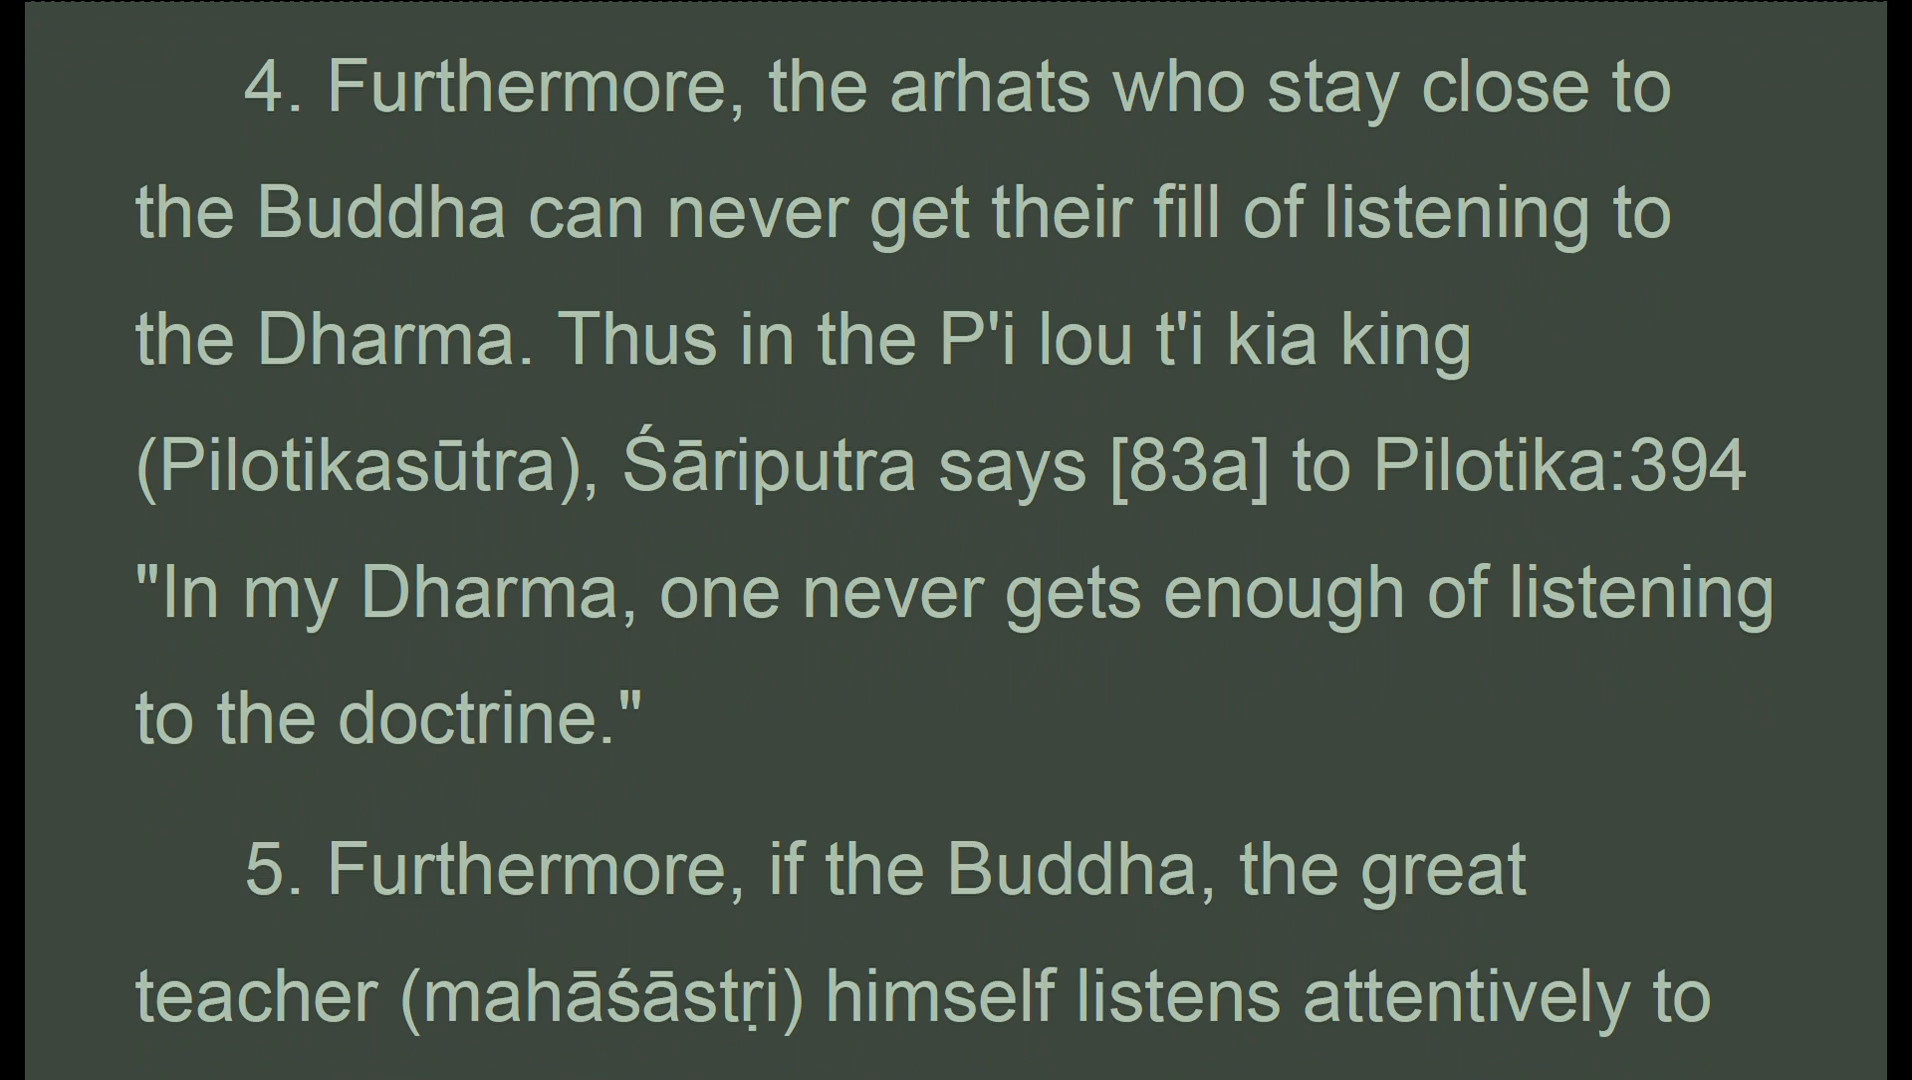 4. Furthermore, the arhats who stay close to
the Buddha can never get their fill of listening to
the Dharma. Thus in the P'i lou t'i kia king
(Pilotikasūtra), Śāriputra says [83a] to Pilotika:394
"In my Dharma, one never gets enough of listening
to the doctrine."
5. Furthermore, if the Buddha, the great
teacher (mahāśāstṛi) himself listens attentively to